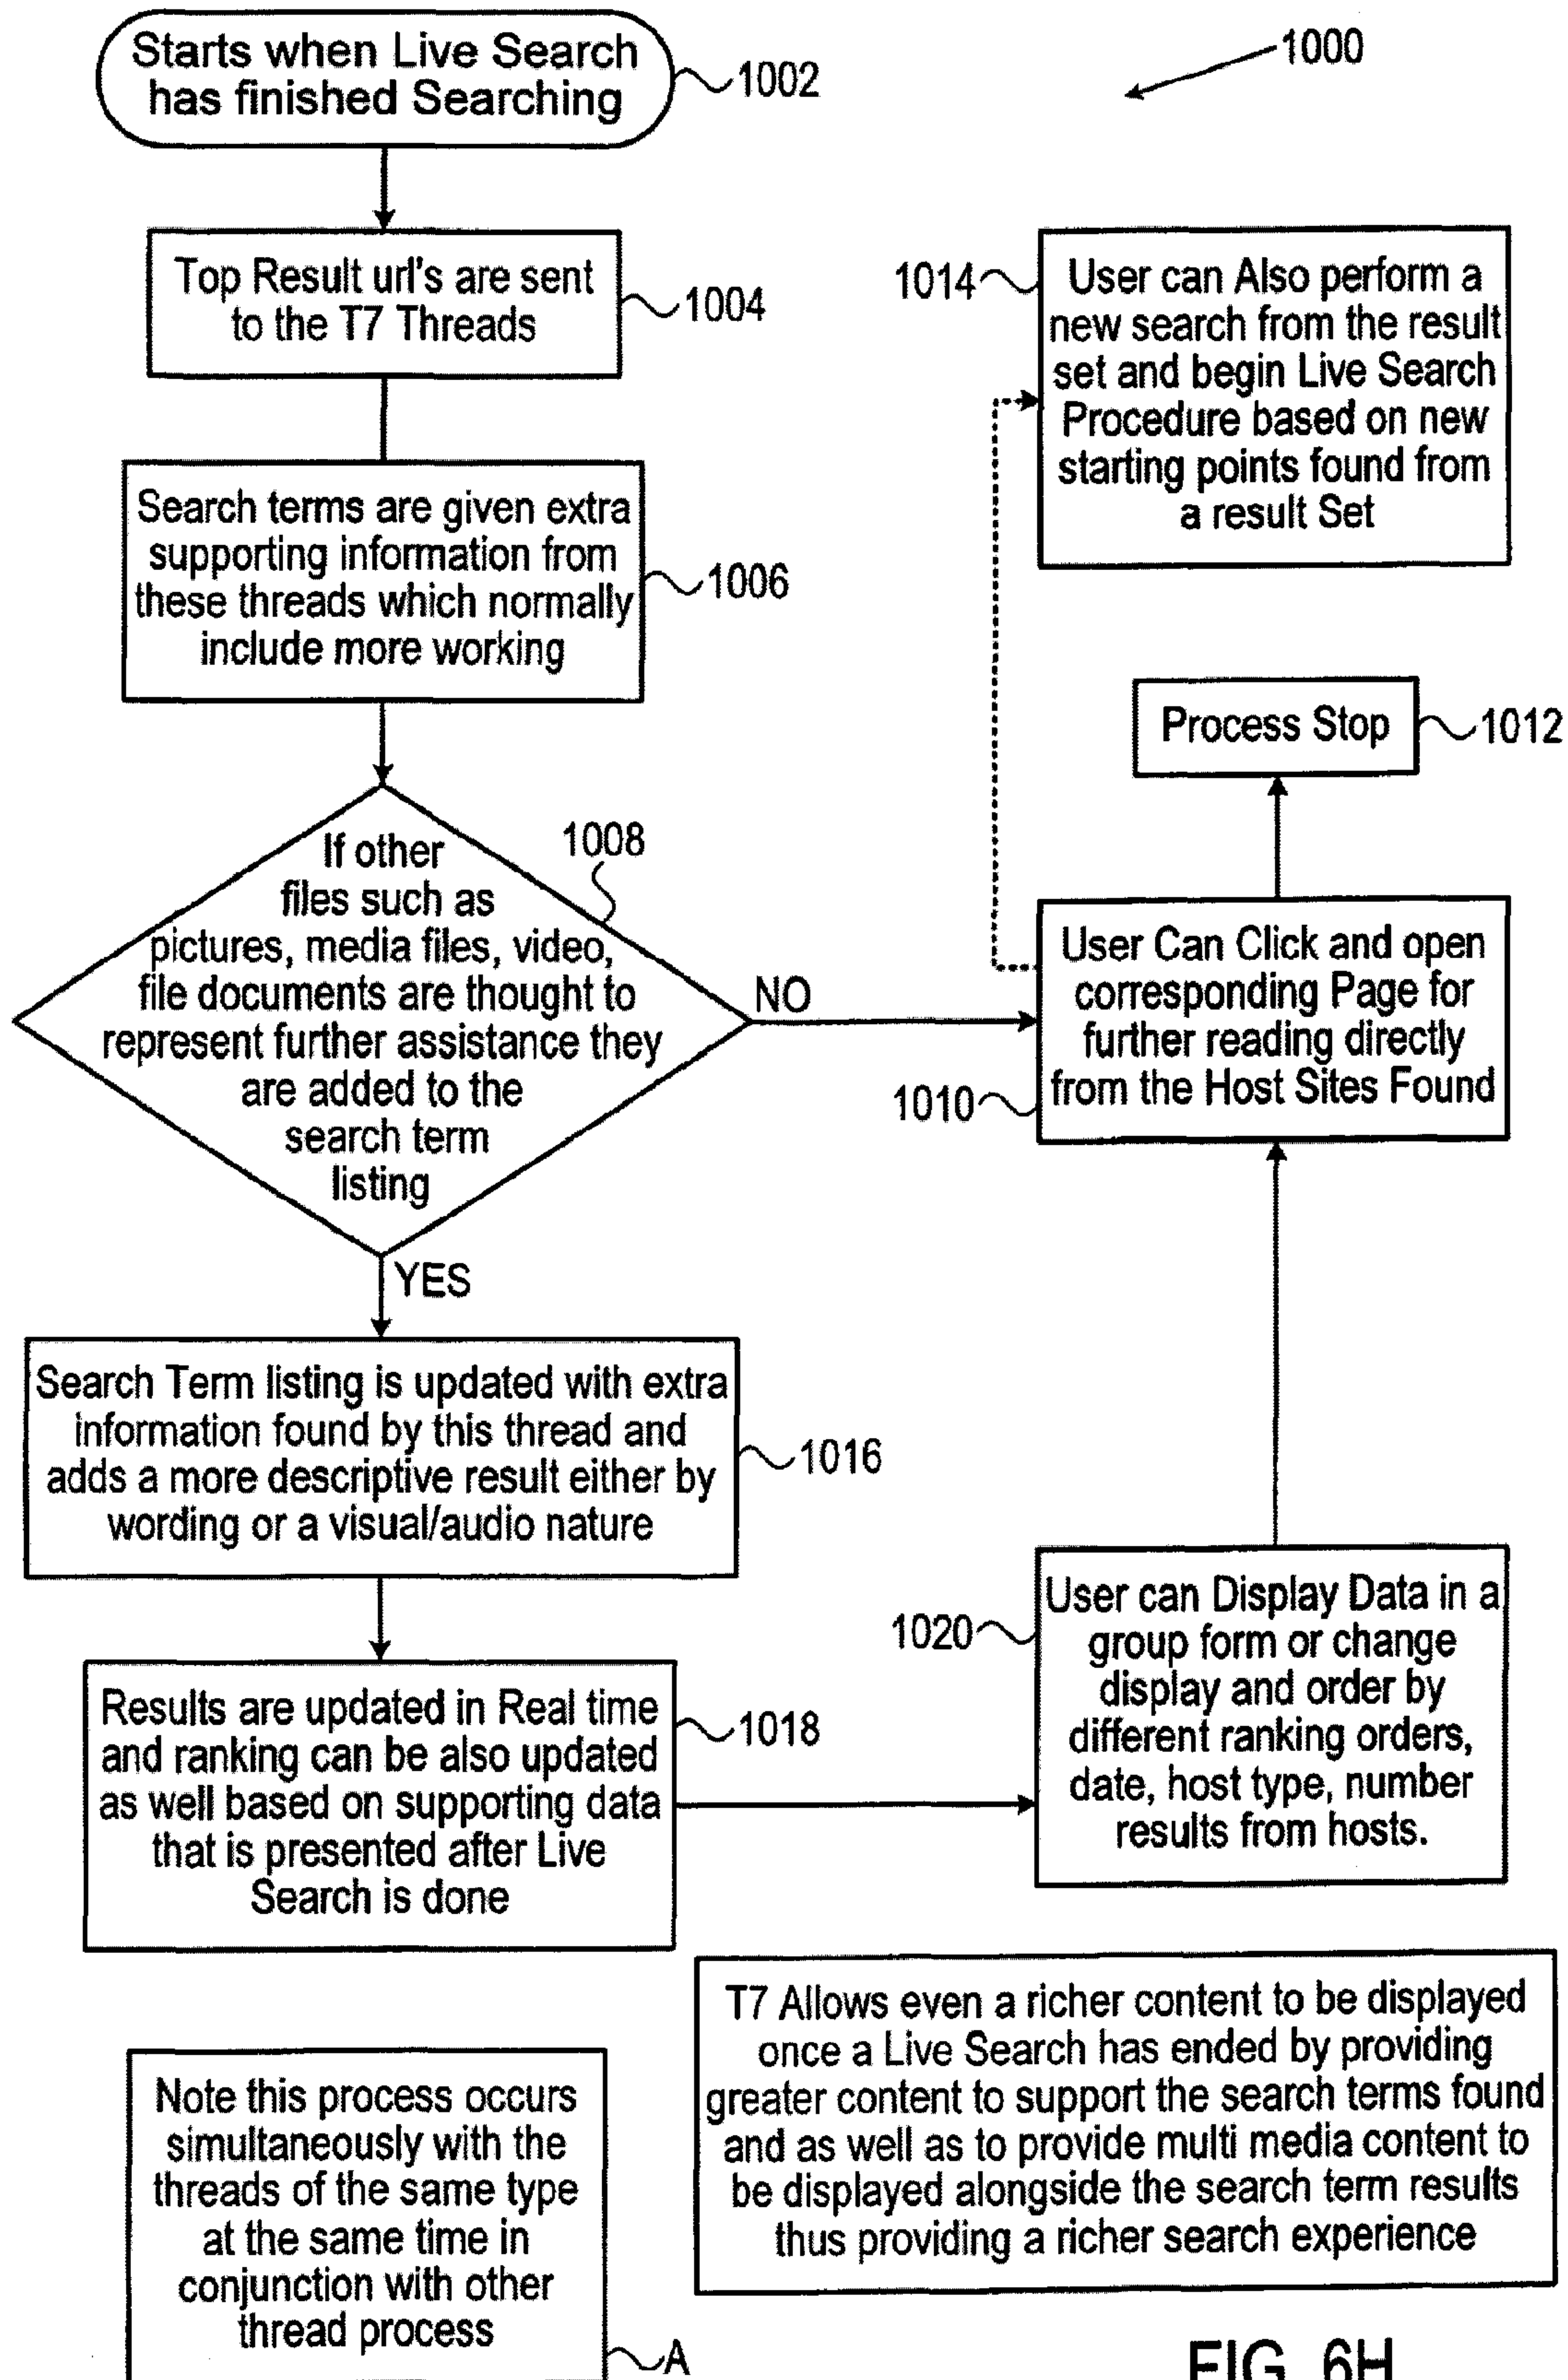 Starts when Live Search
has finished Searching
1002
1000
Top Result url's are sent
to the T7 Threads
1004
Search terms are given extra
supporting information from
these threads which normally
include more working
1006
If other
files such as
pictures, media files, video,
file documents are thought to
represent further assistance they
are added to the
search term
listing
1008
NO
YES
User Can Click and open
corresponding Page for
further reading directly
from the Host Sites Found
1010
Process Stop
1012
1014
User can Also perform a
new search from the result
set and begin Live Search
Procedure based on new
starting points found from
a result Set
Search Term listing is updated with extra
information found by this thread and
adds a more descriptive result either by
wording or a visual/audio nature
1016
Results are updated in Real time
and ranking can be also updated
as well based on supporting data
that is presented after Live
Search is done
1018
1020
User can Display Data in a
group form or change
display and order by
different ranking orders,
date, host type, number
results from hosts.
T7 Allows even a richer content to be displayed
once a Live Search has ended by providing
greater content to support the search terms found
and as well as to provide multi media content to
be displayed alongside the search term results
thus providing a richer search experience
Note this process occurs
simultaneously with the
threads of the same type
at the same time in
conjunction with other
thread process
A
FIG. 6H